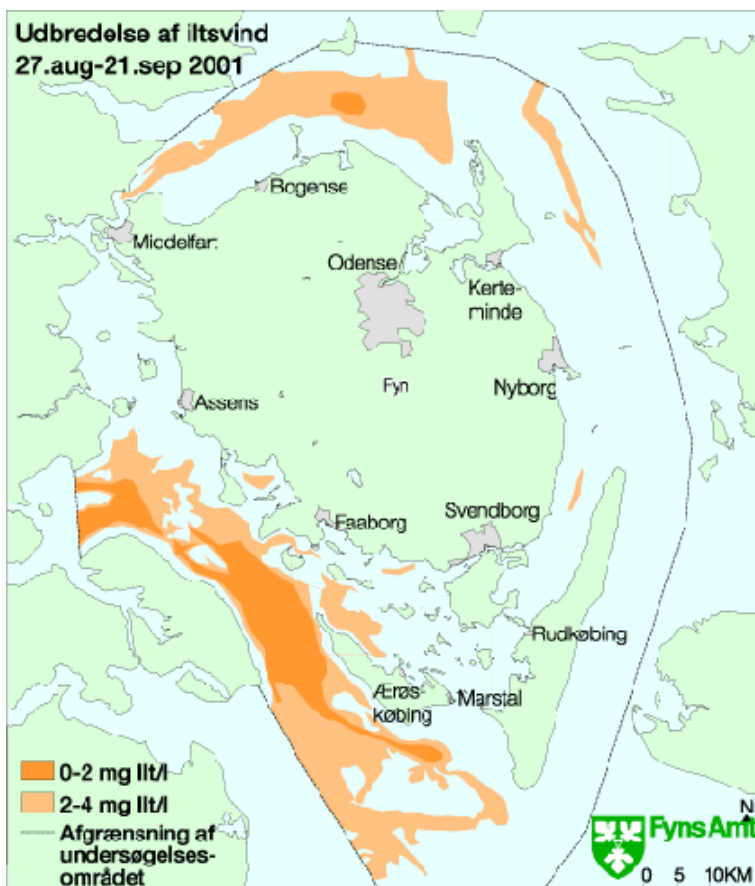 Udbredelse af iltsvind
27.aug-21.sep 2001
Bogense
Middelfart
Odense
Kerte-
minde
Fyn
Nyborg
Assens
Faaborg
Svendborg
Rudkøbing
Ærøs-
købing
Marstal
0-2 mg Ilt/l
2-4 mg Ilt/l
Afgrænsning af
undersøgelses-
området
N
Fyns Amt
0 5 10KM